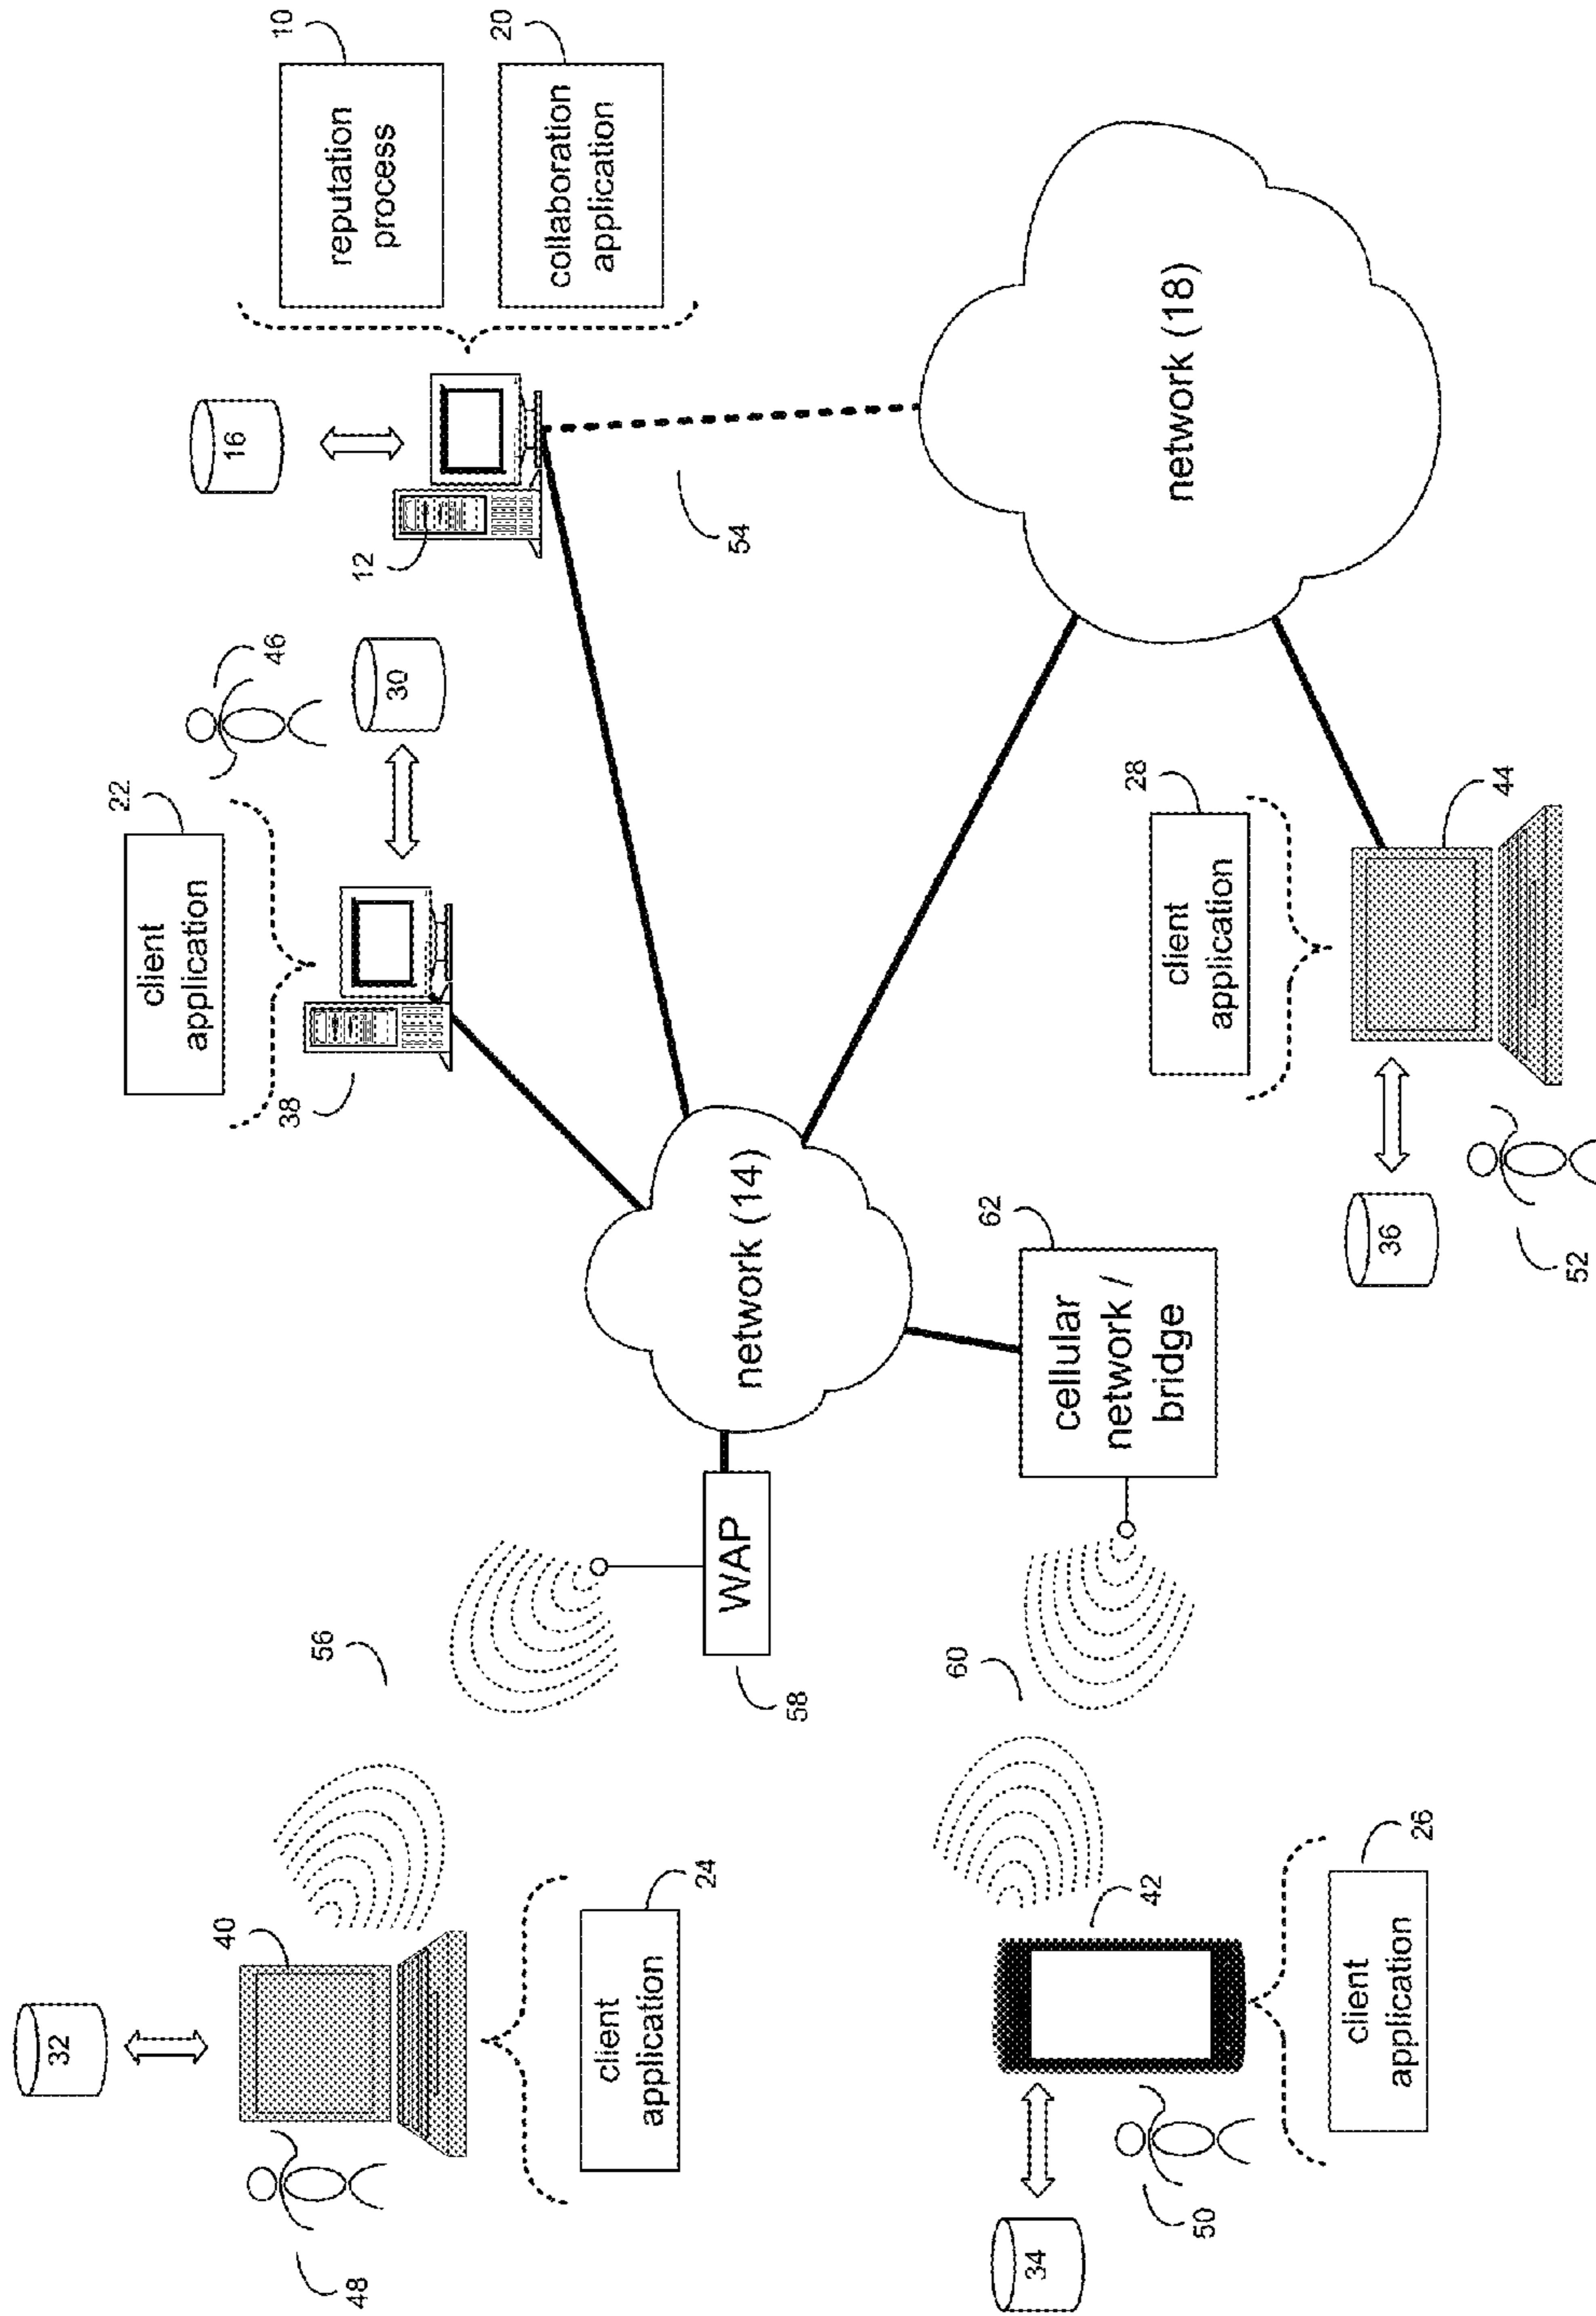 32
48
40
client
application
24
56
WAP
58
22
client
application
38
46
30
16
12
10
reputation
process
20
collaboration
application
54
network (14)
network (18)
34
50
42
client
application
26
60
cellular
network /
bridge
62
28
client
application
44
36
52